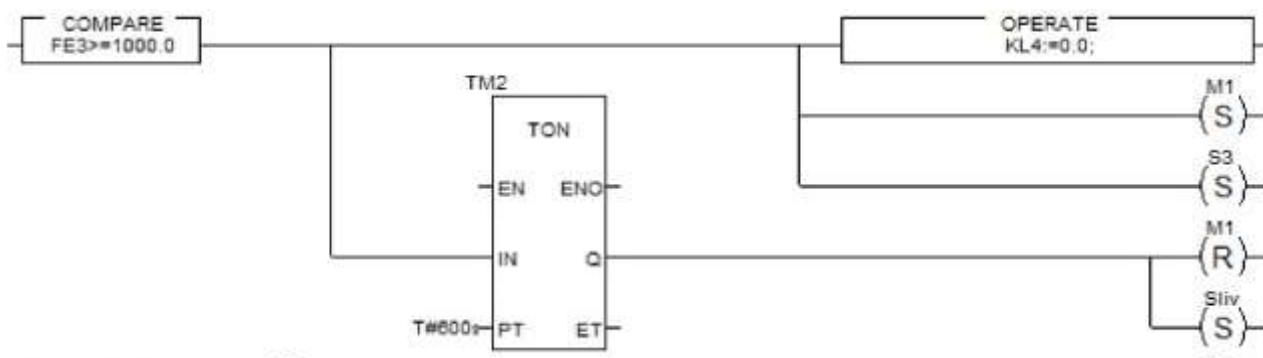 COMPARE
FE3>=1000.0
OPERATE
KL4:=0.0;
TM2
TON
EN ENO
IN Q
T#600s PT ET
M1
S
S3
S
M1
R
Sliv
S